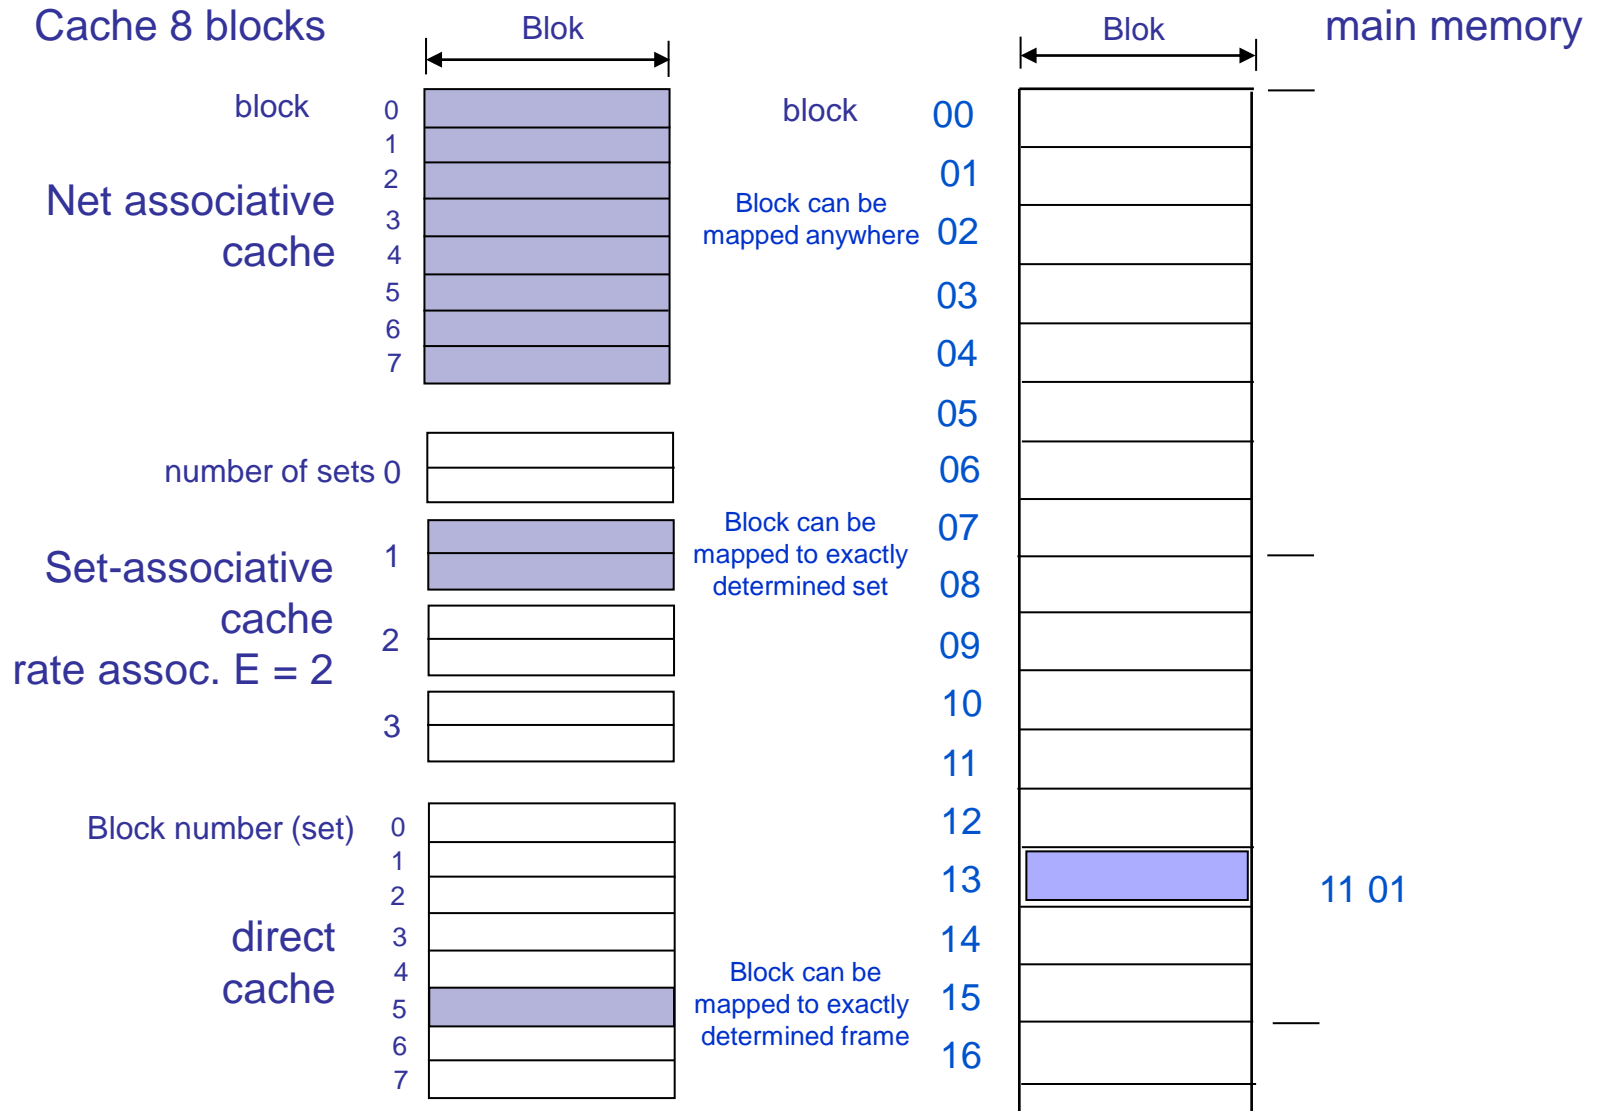 Cache 8 blocks
Blok
Blok
main memory
block
0
1
2
3
4
5
6
7
Net associative
cache
Block can be
mapped anywhere
number of sets 0
1
2
3
Set-associative
cache
rate assoc. E = 2
Block can be
mapped to exactly
determined set
Block number (set)
0
1
2
3
4
5
6
7
direct
cache
Block can be
mapped to exactly
determined frame
block
00
01
02
03
04
05
06
07
08
09
10
11
12
13
14
15
16
11 01